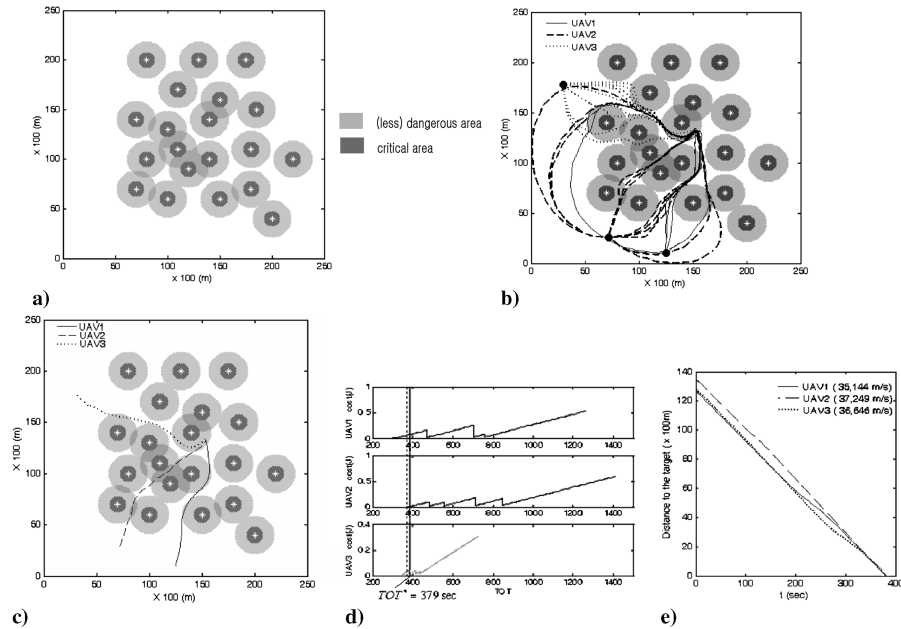 250
200
150
100
50
0
X 100 (m)
0 50 100 150 200 250
X 100 (m)
a)
(less) dangerous area
critical area
250
200
150
100
50
0
X 100 (m)
UAV1
UAV2
UAV3
0 50 100 150 200 250
X 100 (m)
b)
250
200
150
100
50
0
X 100 (m)
UAV1
UAV2
UAV3
0 50 100 150 200 250
X 100 (m)
c)
UAV1 cost(J)
1
0.5
0
200 400 600 800 1000 1200 1400
UAV2 cost(J)
1
0.5
0
200 400 600 800 1000 1200 1400
UAV3 cost(J)
0.4
0.2
0
200 400 600 800 1000 1200 1400
TOT
TOT* = 379 sec
d)
Distance to the target (x 100m)
140
120
100
80
60
40
20
0
UAV1 (35,144 m/s)
UAV2 (37,249 m/s)
UAV3 (36,646 m/s)
0 100 200 300 400
t (sec)
e)